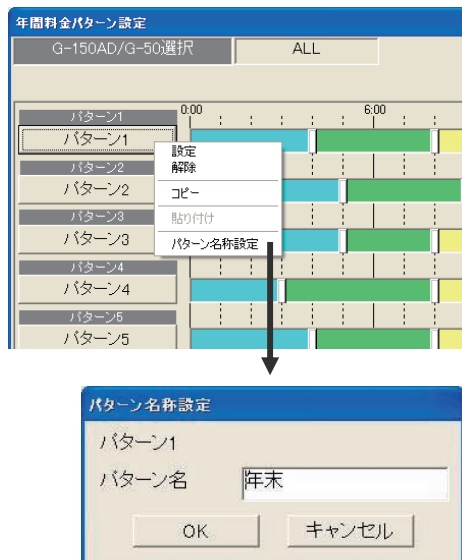 年間料金パターン設定
G-150AD/G-50選択 ALL
0:00 6:00
パターン1
パターン1
設定
解除
パターン2
パターン2
コピー
貼り付け
パターン3
パターン3
パターン名称設定
パターン4
パターン4
パターン5
パターン5
パターン名称設定
パターン1
パターン名 年末
OK キャンセル